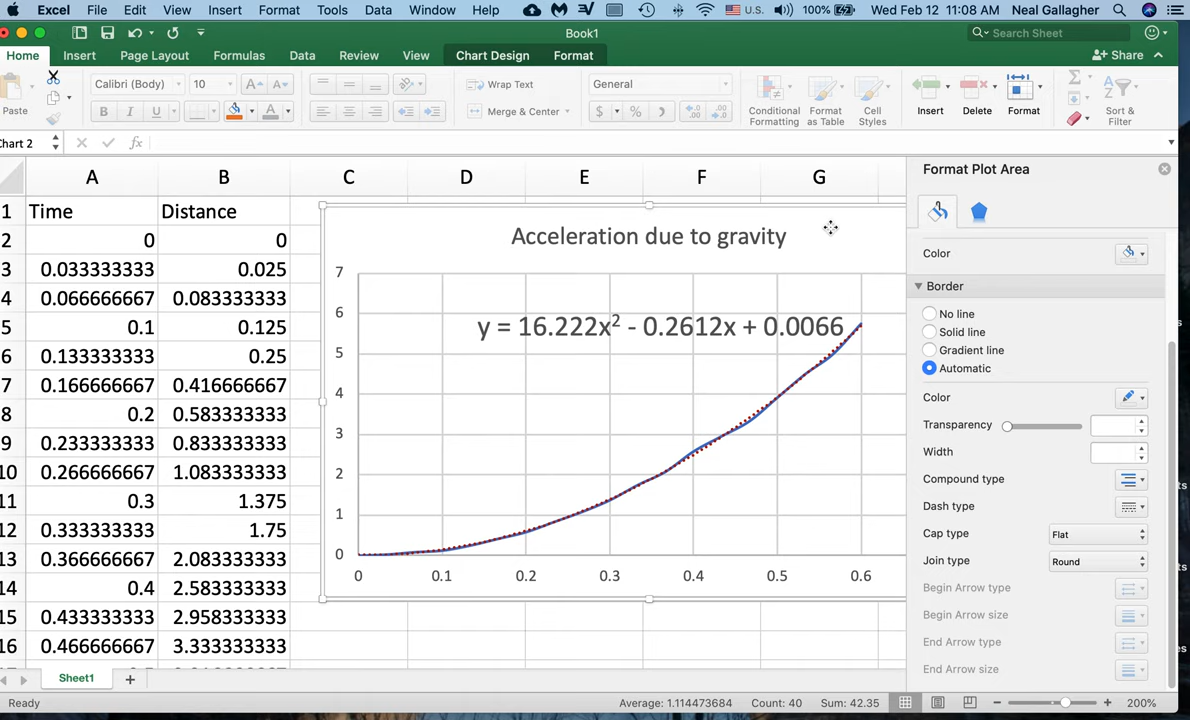 Excel File Edit View Insert Format Tools Data Window Help U.S. 100% Wed Feb 12 11:08 AM Neal Gallagher
Book1
Search Sheet
Home Insert Page Layout Formulas Data Review View Chart Design Format
Share
Paste
Calibri (Body) 10 A A
Wrap Text
General
B I U A
Merge & Center
$ % )
Conditional Formatting
Format as Table
Cell Styles
Insert
Delete
Format
Sort & Filter
hart 2
fx
A B C D E F G
1 Time Distance
2 0 0
3 0.033333333 0.025
4 0.066666667 0.083333333
5 0.1 0.125
6 0.133333333 0.25
7 0.166666667 0.416666667
8 0.2 0.583333333
9 0.233333333 0.833333333
10 0.266666667 1.083333333
11 0.3 1.375
12 0.333333333 1.75
13 0.366666667 2.083333333
14 0.4 2.583333333
15 0.433333333 2.958333333
16 0.466666667 3.333333333
Acceleration due to gravity
y = 16.222x² - 0.2612x + 0.0066
7
6
5
4
3
2
1
0
0 0.1 0.2 0.3 0.4 0.5 0.6
Format Plot Area
Color
Border
No line
Solid line
Gradient line
Automatic
Color
Transparency
Width
Compound type
Dash type
Cap type Flat
Join type Round
Begin Arrow type
Begin Arrow size
End Arrow type
End Arrow size
Sheet1 +
Ready
Average: 1.114473684 Count: 40 Sum: 42.35
200%